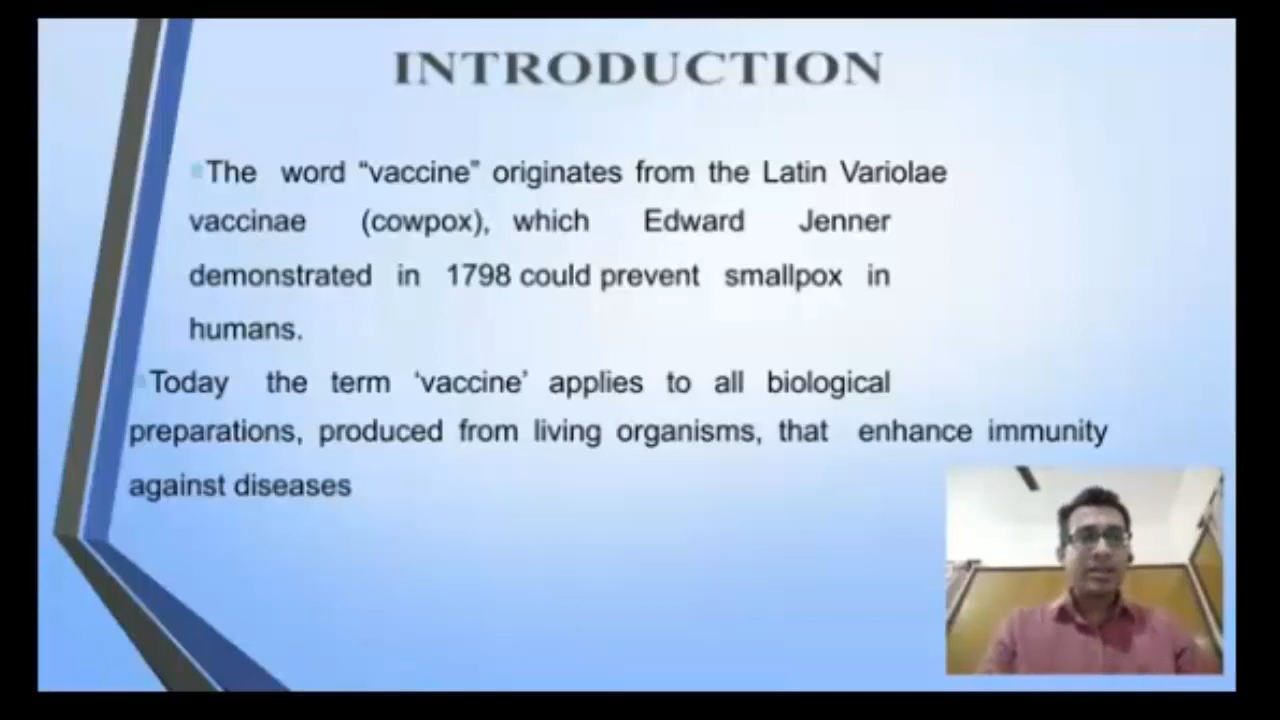 INTRODUCTION
The word “vaccine” originates from the Latin Variolae
vaccinae (cowpox), which Edward Jenner
demonstrated in 1798 could prevent smallpox in
humans.
Today the term ‘vaccine’ applies to all biological
preparations, produced from living organisms, that enhance immunity
against diseases